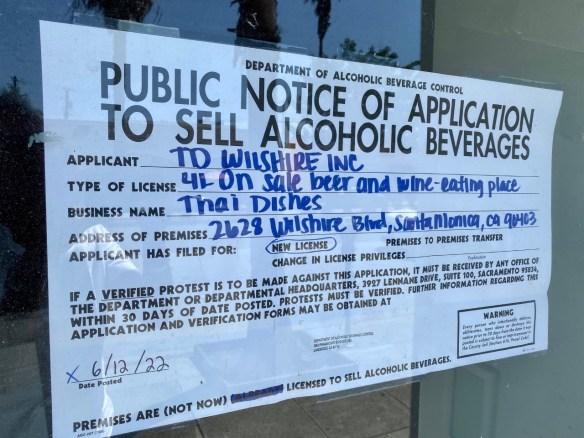 DEPARTMENT OF ALCOHOLIC BEVERAGE CONTROL
PUBLIC NOTICE OF APPLICATION
TO SELL ALCOHOLIC BEVERAGES
APPLICANT TD WILSHIRE INC
TYPE OF LICENSE 41 On Sale beer and wine-eating place
BUSINESS NAME Thai Dishes
ADDRESS OF PREMISES 2628 Wilshire Blvd, Santa Monica, CA 90403
APPLICANT HAS FILED FOR: NEW LICENSE PREMISES TO PREMISES TRANSFER
CHANGE IN LICENSE PRIVILEGES
IF A VERIFIED PROTEST IS TO BE MADE AGAINST THIS APPLICATION, IT MUST BE RECEIVED BY ANY OFFICE OF
THE DEPARTMENT OR DEPARTMENTAL HEADQUARTERS, 3927 LENNANE DRIVE, SUITE 100, SACRAMENTO 95834,
WITHIN 30 DAYS OF DATE POSTED. PROTESTS MUST BE VERIFIED. FURTHER INFORMATION REGARDING THIS
APPLICATION AND VERIFICATION FORMS MAY BE OBTAINED AT
WARNING
x 6/12/22
Date Posted
PREMISES ARE (NOT NOW) LICENSED TO SELL ALCOHOLIC BEVERAGES.